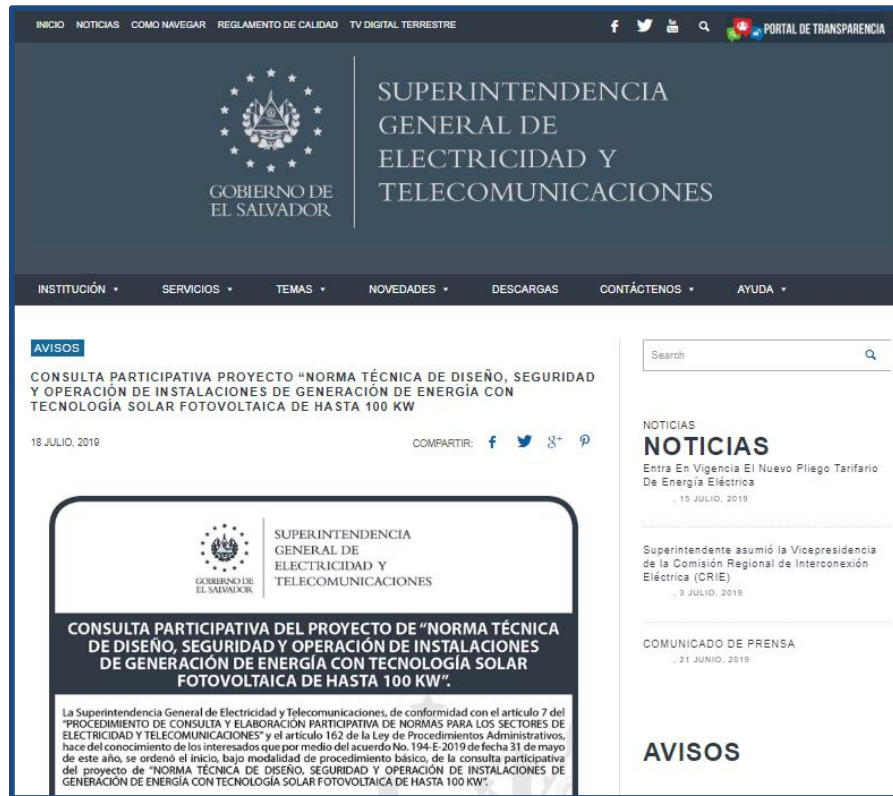 INICIO NOTICIAS COMO NAVEGAR REGLAMENTO DE CALIDAD TV DIGITAL TERRESTRE
PORTAL DE TRANSPARENCIA
GOBIERNO DE
EL SALVADOR
SUPERINTENDENCIA
GENERAL DE
ELECTRICIDAD Y
TELECOMUNICACIONES
INSTITUCIÓN SERVICIOS TEMAS NOVEDADES DESCARGAS CONTÁCTENOS AYUDA
AVISOS
CONSULTA PARTICIPATIVA PROYECTO “NORMA TÉCNICA DE DISEÑO, SEGURIDAD
Y OPERACIÓN DE INSTALACIONES DE GENERACIÓN DE ENERGÍA CON
TECNOLOGÍA SOLAR FOTOVOLTAICA DE HASTA 100 KW
18 JULIO, 2019
COMPARTIR:
GOBIERNO DE
EL SALVADOR
SUPERINTENDENCIA
GENERAL DE
ELECTRICIDAD Y
TELECOMUNICACIONES
CONSULTA PARTICIPATIVA DEL PROYECTO DE “NORMA TÉCNICA
DE DISEÑO, SEGURIDAD Y OPERACIÓN DE INSTALACIONES
DE GENERACIÓN DE ENERGÍA CON TECNOLOGÍA SOLAR
FOTOVOLTAICA DE HASTA 100 KW”.
La Superintendencia General de Electricidad y Telecomunicaciones, de conformidad con el artículo 7 del
“PROCEDIMIENTO DE CONSULTA Y ELABORACIÓN PARTICIPATIVA DE NORMAS PARA LOS SECTORES DE
ELECTRICIDAD Y TELECOMUNICACIONES” y el artículo 162 de la Ley de Procedimientos Administrativos,
hace del conocimiento de los interesados que por medio del acuerdo No. 194-E-2019 de fecha 31 de mayo
de este año, se ordenó el inicio, bajo modalidad de procedimiento básico, de la consulta participativa
del proyecto de “NORMA TÉCNICA DE DISEÑO, SEGURIDAD Y OPERACIÓN DE INSTALACIONES DE
GENERACIÓN DE ENERGÍA CON TECNOLOGÍA SOLAR FOTOVOLTAICA DE HASTA 100 KW”.
Search
NOTICIAS
NOTICIAS
Entra En Vigencia El Nuevo Pliego Tarifario
De Energía Eléctrica
, 15 JULIO, 2019
Superintendente asumió la Vicepresidencia
de la Comisión Regional de Interconexión
Eléctrica (CRIE)
, 3 JULIO, 2019
COMUNICADO DE PRENSA
, 21 JUNIO, 2019
AVISOS